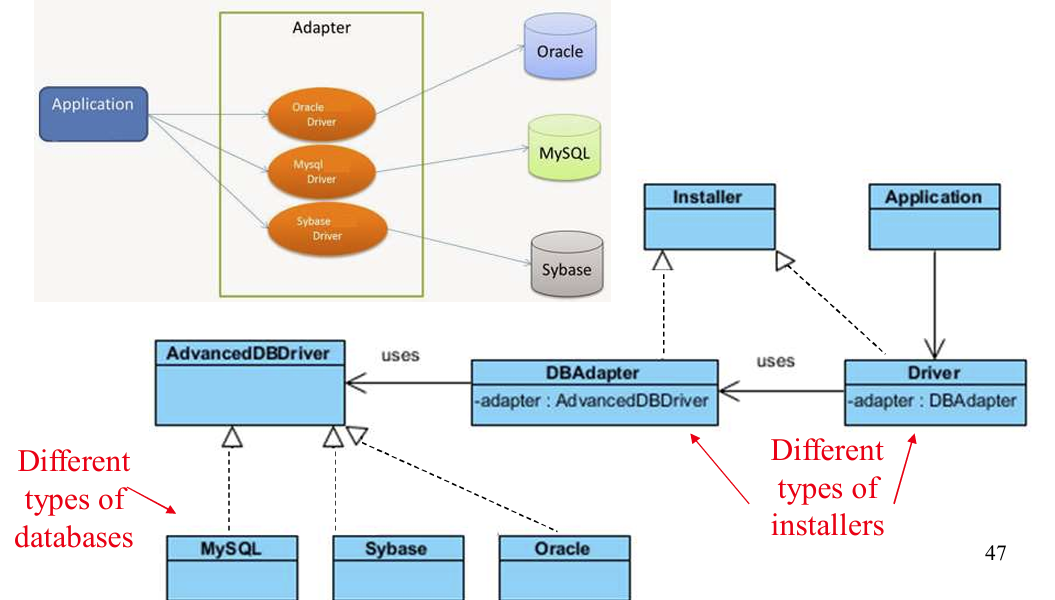 Adapter
Application
Oracle
Driver
Mysql
Driver
Sybase
Driver
Oracle
MySQL
Sybase
Installer
Application
AdvancedDBDriver
uses
DBAdapter
-adapter : AdvancedDBDriver
uses
Driver
-adapter : DBAdapter
Different
types of
databases
Different
types of
installers
MySQL
Sybase
Oracle
47